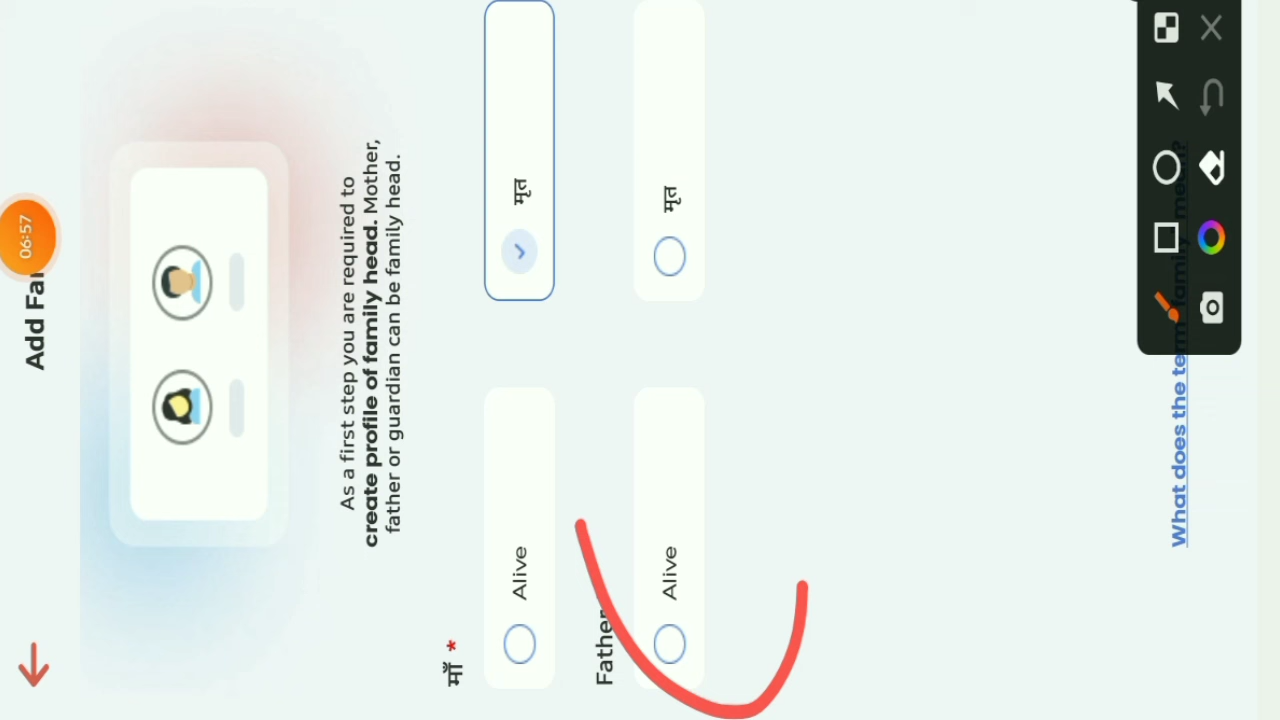 06:57
Add Fa
As a first step you are required to
create profile of family head. Mother,
father or guardian can be family head.
माँ *
Alive
मृत
Father
Alive
मृत
What does the term family mean?